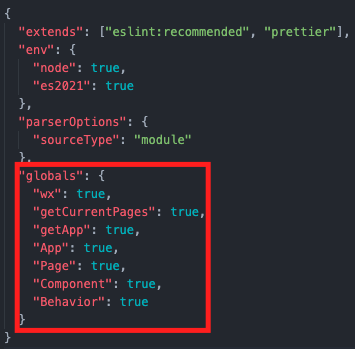 {
  "extends": ["eslint:recommended", "prettier"],
  "env": {
    "node": true,
    "es2021": true
  },
  "parserOptions": {
    "sourceType": "module"
  },
  "globals": {
    "wx": true,
    "getCurrentPages": true,
    "getApp": true,
    "App": true,
    "Page": true,
    "Component": true,
    "Behavior": true
  }
}